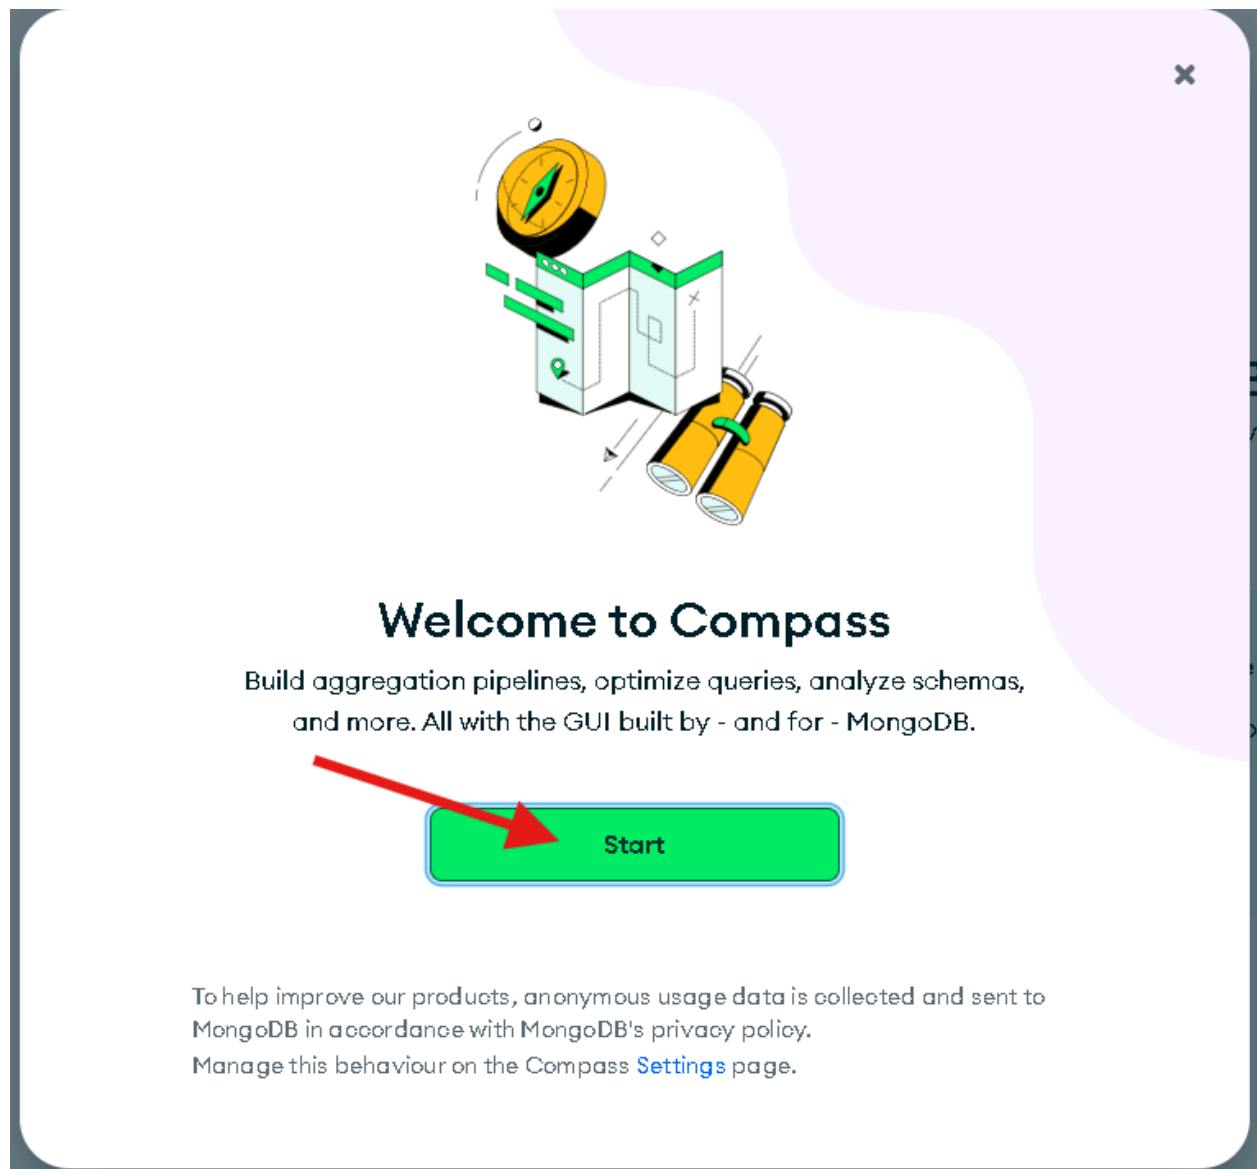 Welcome to Compass
Build aggregation pipelines, optimize queries, analyze schemas,
and more. All with the GUI built by - and for - MongoDB.
Start
To help improve our products, anonymous usage data is collected and sent to
MongoDB in accordance with MongoDB's privacy policy.
Manage this behaviour on the Compass Settings page.